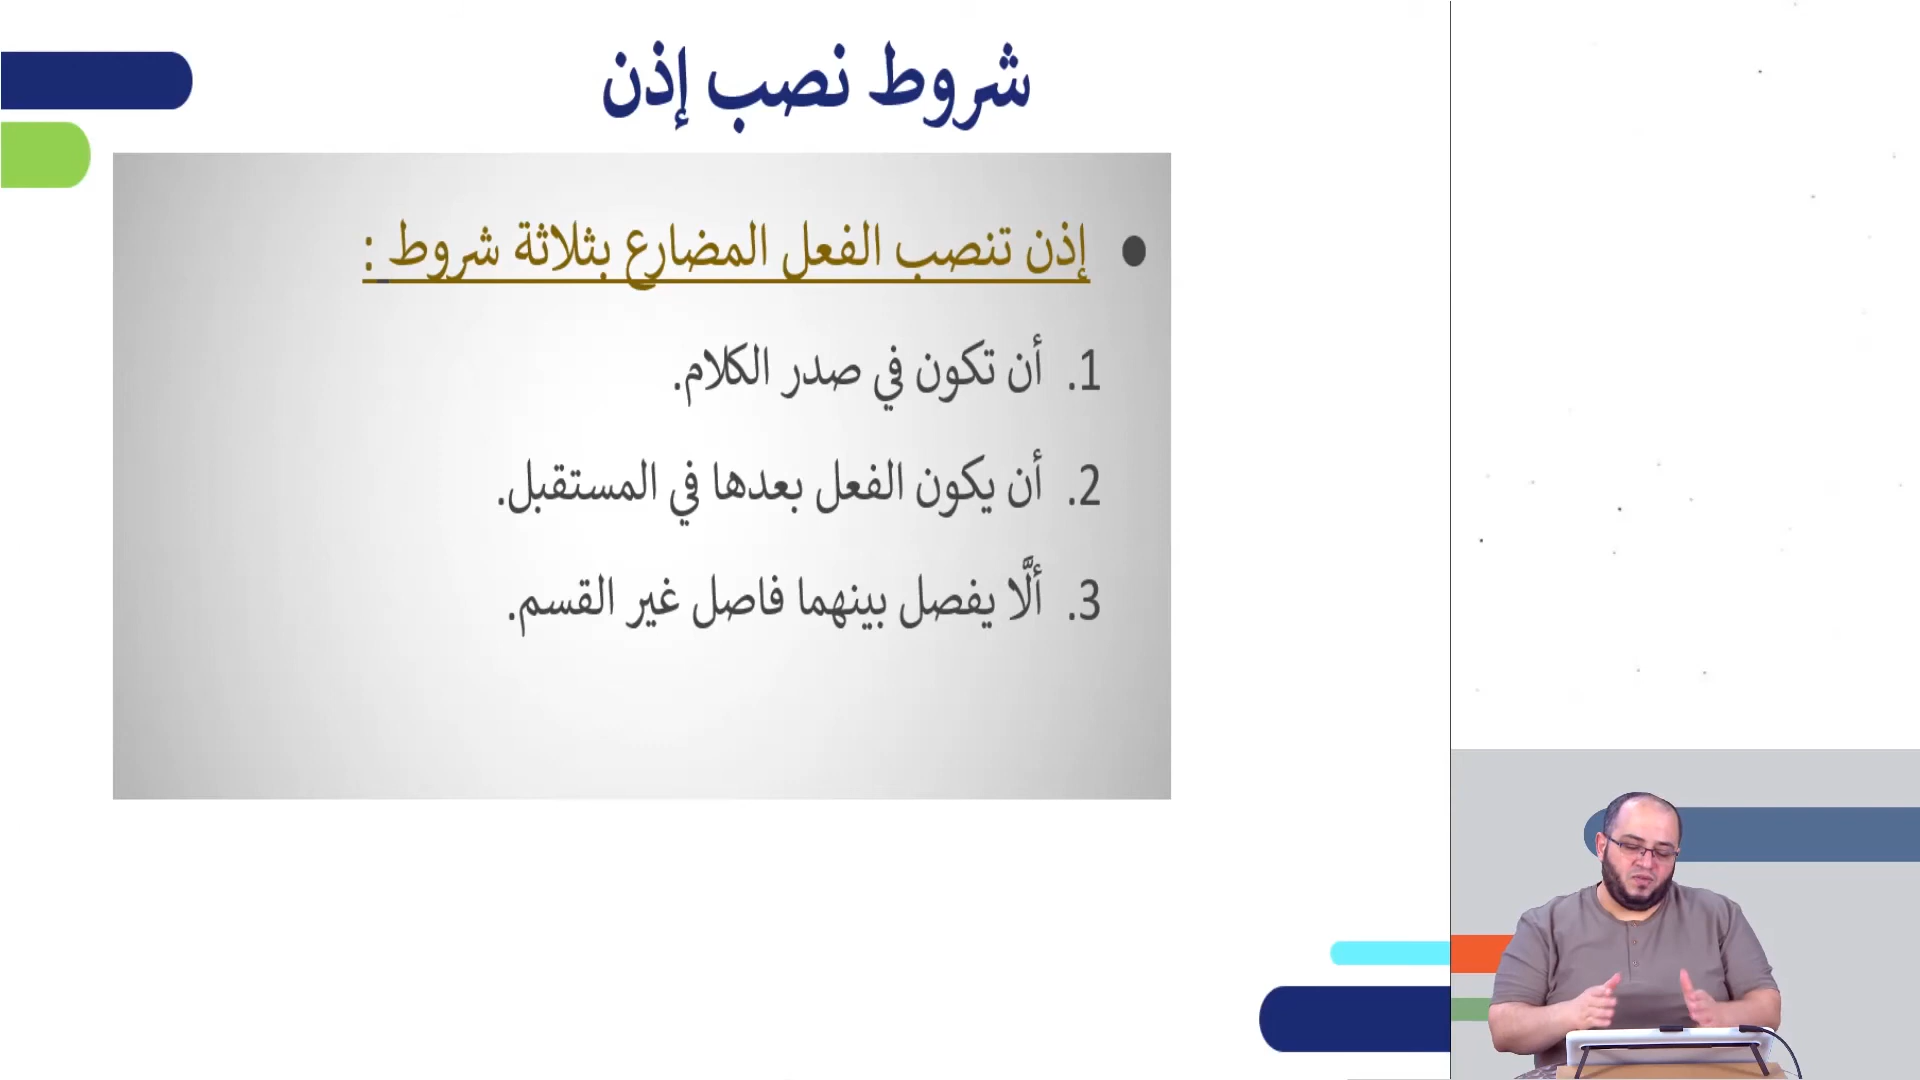 شروط نصب إذن
● إذن تنصب الفعل المضارع بثلاثة شروط :
1. أن تكون في صدر الكلام.
2. أن يكون الفعل بعدها في المستقبل.
3. ألَّا يفصل بينهما فاصل غير القسم.